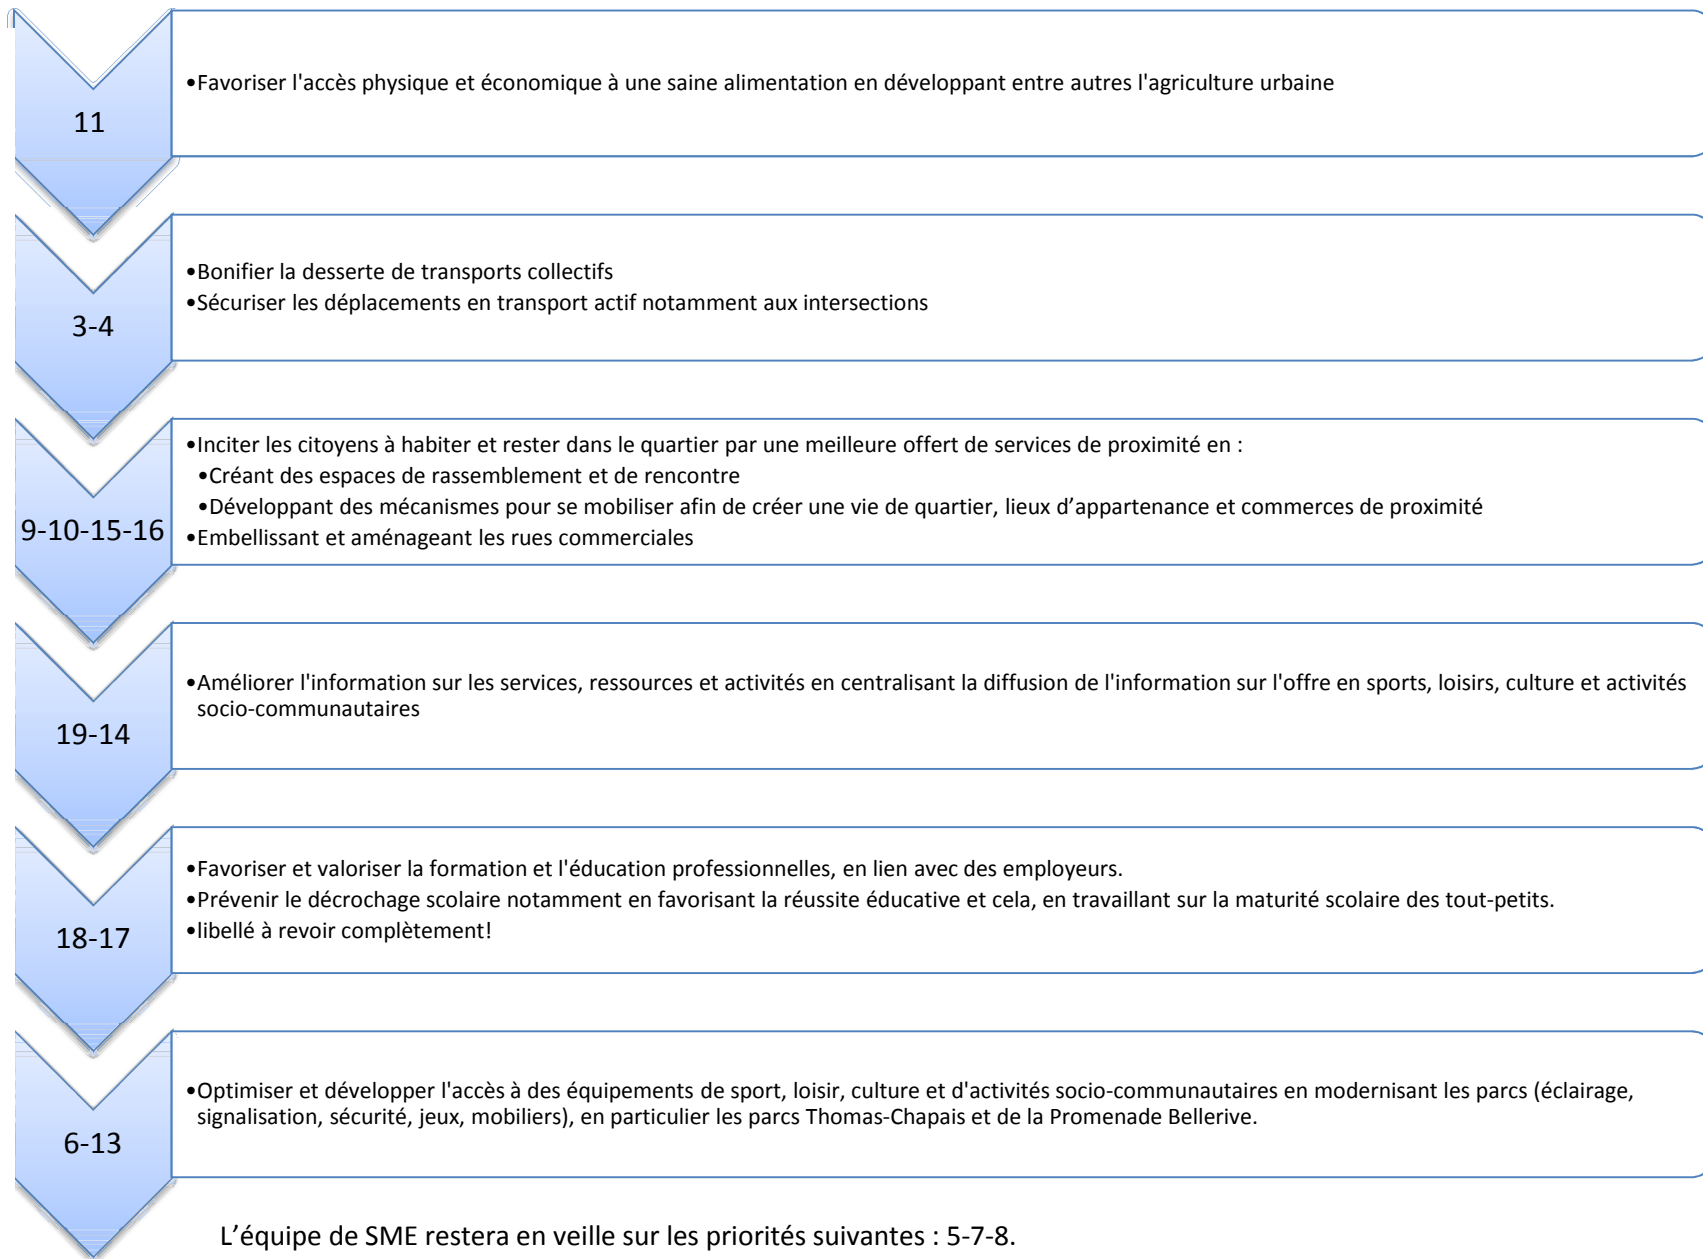 11
•Favoriser l'accès physique et économique à une saine alimentation en développant entre autres l'agriculture urbaine
3-4
•Bonifier la desserte de transports collectifs
•Sécuriser les déplacements en transport actif notamment aux intersections
9-10-15-16
•Inciter les citoyens à habiter et rester dans le quartier par une meilleure offert de services de proximité en :
•Créant des espaces de rassemblement et de rencontre
•Développant des mécanismes pour se mobiliser afin de créer une vie de quartier, lieux d’appartenance et commerces de proximité
•Embellissant et aménageant les rues commerciales
19-14
•Améliorer l'information sur les services, ressources et activités en centralisant la diffusion de l'information sur l'offre en sports, loisirs, culture et activités
socio-communautaires
18-17
•Favoriser et valoriser la formation et l'éducation professionnelles, en lien avec des employeurs.
•Prévenir le décrochage scolaire notamment en favorisant la réussite éducative et cela, en travaillant sur la maturité scolaire des tout-petits.
•libellé à revoir complètement!
6-13
•Optimiser et développer l'accès à des équipements de sport, loisir, culture et d'activités socio-communautaires en modernisant les parcs (éclairage,
signalisation, sécurité, jeux, mobiliers), en particulier les parcs Thomas-Chapais et de la Promenade Bellerive.
L’équipe de SME restera en veille sur les priorités suivantes : 5-7-8.